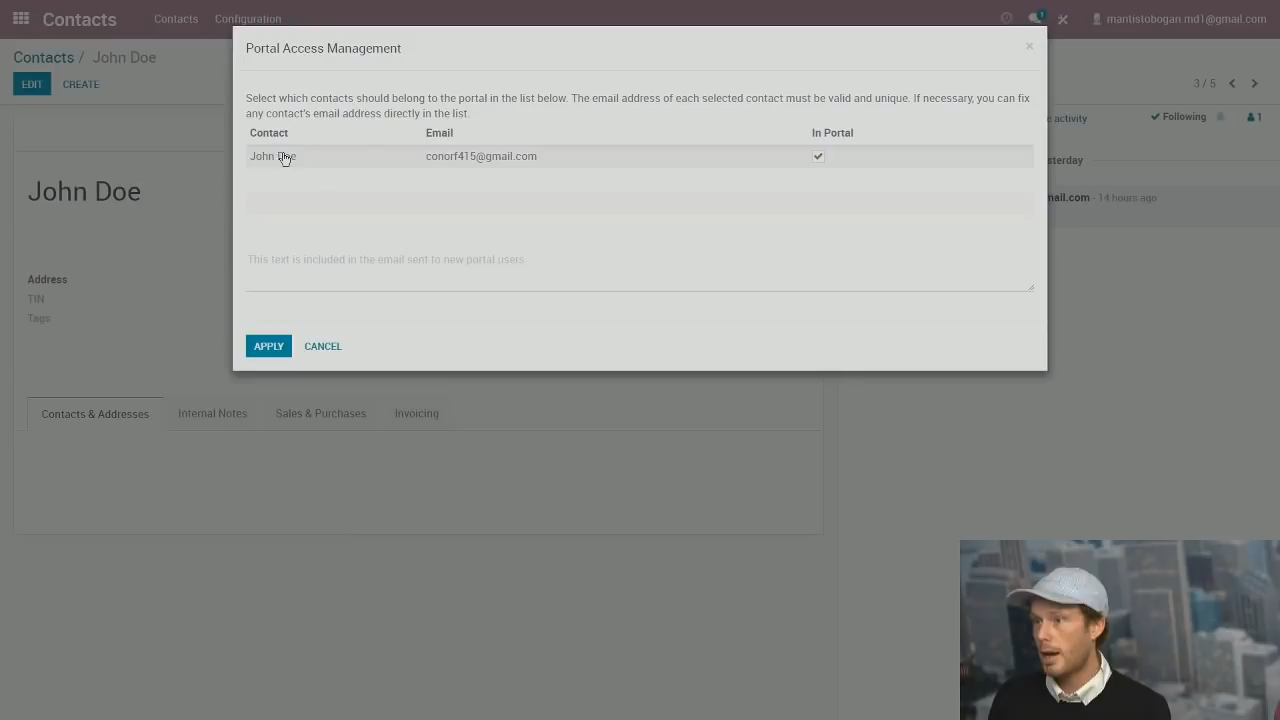 Contacts
Contacts
Configuration
1
mantistobogan.md1@gmail.com
Contacts / John Doe
EDIT
CREATE
3 / 5
Portal Access Management
×
Select which contacts should belong to the portal in the list below. The email address of each selected contact must be valid and unique. If necessary, you can fix
any contact's email address directly in the list.
Contact
Email
In Portal
John Doe
conorf415@gmail.com
This text is included in the email sent to new portal users.
APPLY
CANCEL
activity
Following
1
John Doe
14 hours ago
Address
TIN
Tags
Contacts & Addresses
Internal Notes
Sales & Purchases
Invoicing